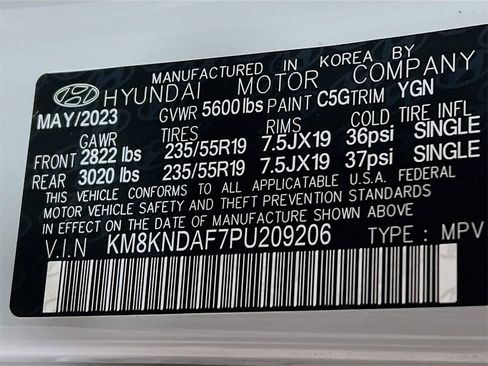 MANUFACTURED IN KOREA BY
HYUNDAI MOTOR COMPANY
MAY/2023 GVWR 5600lbs PAINT C5G TRIM YGN
GAWR TIRES RIMS COLD TIRE INFL
FRONT 2822 lbs 235/55R19 7.5JX19 36psi SINGLE
REAR 3020 lbs 235/55R19 7.5JX19 37psi SINGLE
THIS VEHICLE CONFORMS TO ALL APPLICATABLE U.S.A. FEDERAL
MOTOR VEHICLE SAFETY AND THEFT PREVENTION STANDARDS
IN EFFECT ON THE DATE OF MANUFACTURE SHOWN ABOVE
V.I.N KM8KNDAF7PU209206 TYPE : MPV